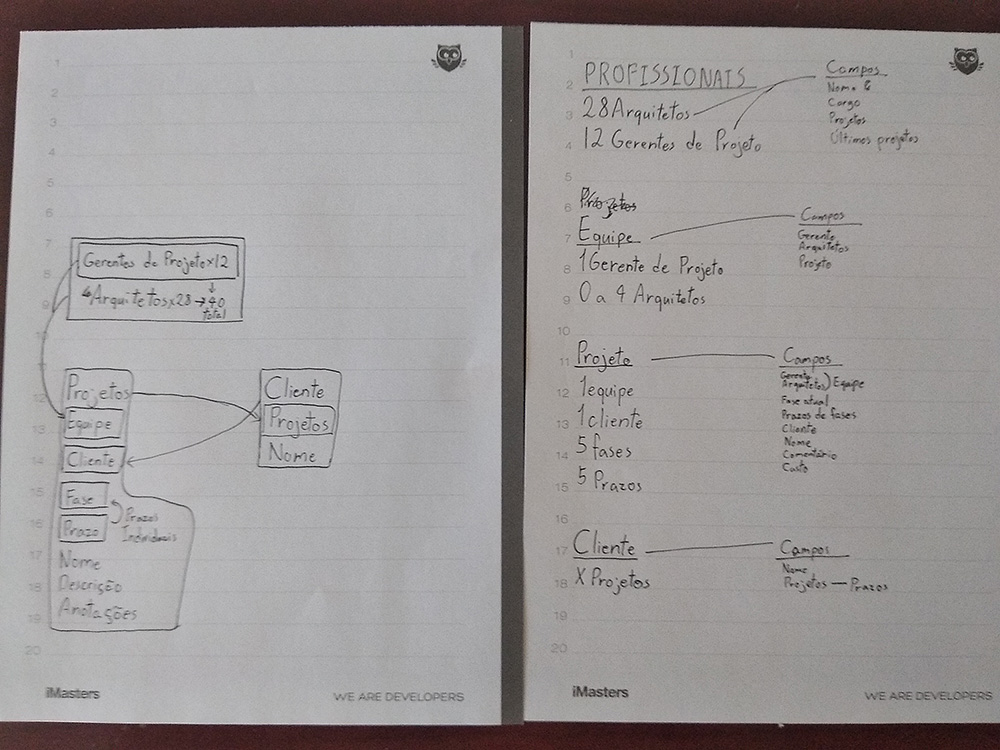 1
2
3
4
5
6
7
Gerentes de Projeto x12
8
Arquitetos x28 → 40
total
9
10
Projetos
Cliente
12
Equipe
Projetos
13
Cliente
Nome
14
Fase
15
Prazos
Individuais
Prazo
16
Nome
17
Descrição
18
Anotações
19
20
iMasters
WE ARE DEVELOPERS
1
PROFISSIONAIS
Campos
2
Nome
28 Arquitetos
Cargo
3
Projetos
12 Gerentes de Projeto
Últimos projetos
4
5
6
Projetos
Equipe
Campos
7
Gerente
Arquitetos
1 Gerente de Projeto
Projeto
8
0 a 4 Arquitetos
9
10
Projeto
Campos
11
Gerente
Arquitetos) Equipe
1 equipe
Fase atual
12
Prazos de fases
1 cliente
Cliente
13
Nome
5 fases
Comentário
14
Custo
5 Prazos
15
16
Cliente
Campos
17
Nome
X Projetos
Projetos — Prazos
18
19
20
iMasters
WE ARE DEVELOPERS